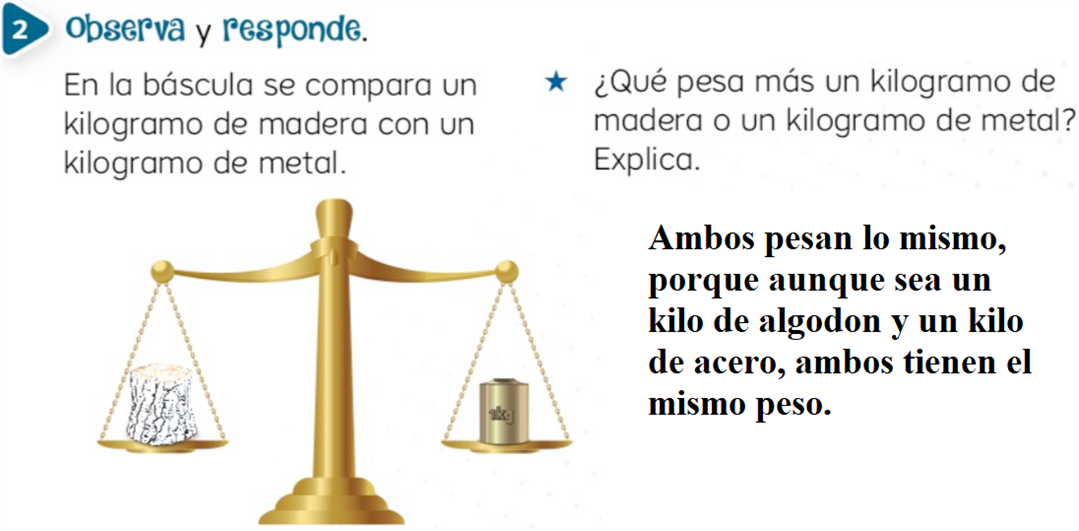 2 Observa y responde.
En la báscula se compara un
kilogramo de madera con un
kilogramo de metal.
★ ¿Qué pesa más un kilogramo de
madera o un kilogramo de metal?
Explica.
Ambos pesan lo mismo,
porque aunque sea un
kilo de algodon y un kilo
de acero, ambos tienen el
mismo peso.
1kg